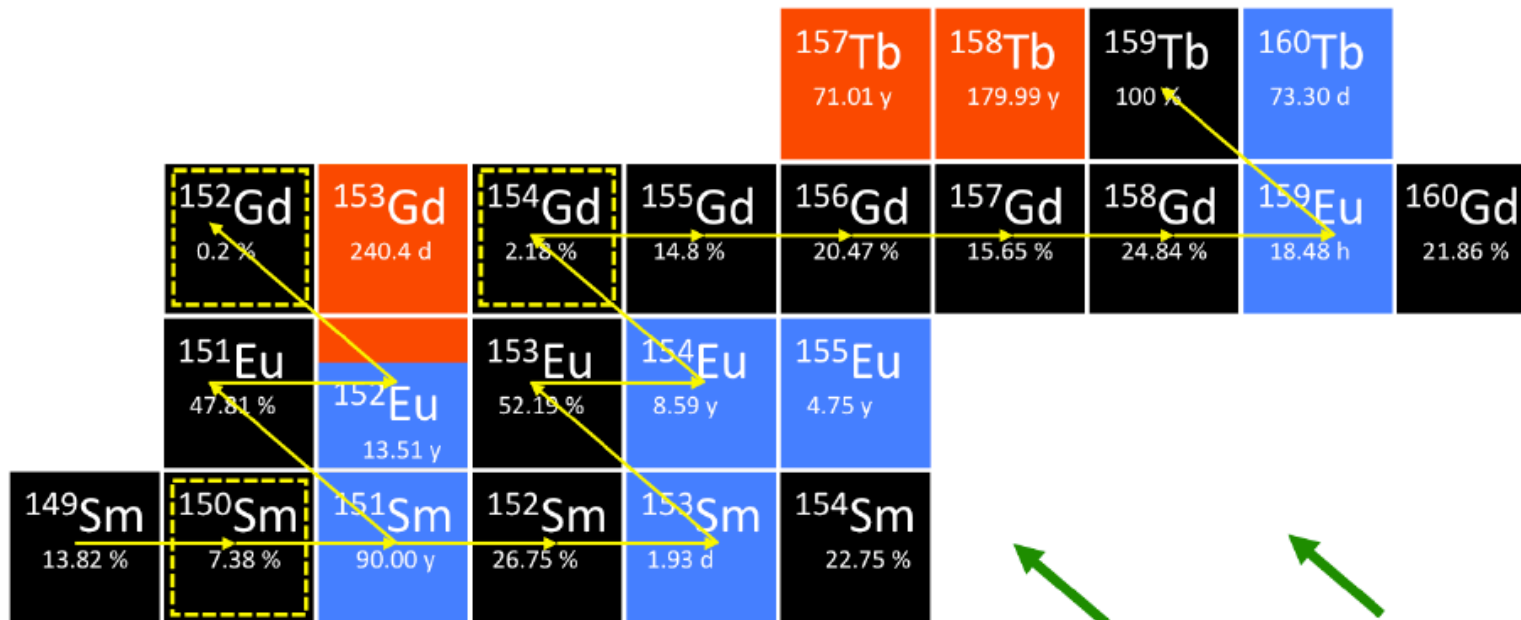 ¹⁵⁷Tb ¹⁵⁸Tb ¹⁵⁹Tb ¹⁶⁰Tb
71.01 y 179.99 y 100 % 73.30 d
¹⁵²Gd ¹⁵³Gd ¹⁵⁴Gd ¹⁵⁵Gd ¹⁵⁶Gd ¹⁵⁷Gd ¹⁵⁸Gd ¹⁵⁹Eu ¹⁶⁰Gd
0.2 % 240.4 d 2.18 % 14.8 % 20.47 % 15.65 % 24.84 % 18.48 h 21.86 %
¹⁵¹Eu ¹⁵²Eu ¹⁵³Eu ¹⁵⁴Eu ¹⁵⁵Eu
47.81 % 13.51 y 52.19 % 8.59 y 4.75 y
¹⁴⁹Sm ¹⁵⁰Sm ¹⁵¹Sm ¹⁵²Sm ¹⁵³Sm ¹⁵⁴Sm
13.82 % 7.38 % 90.00 y 26.75 % 1.93 d 22.75 %